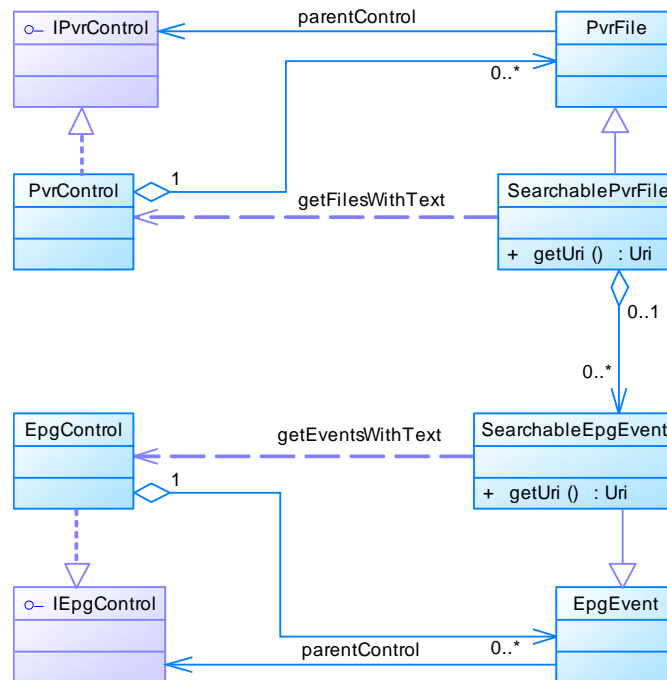 parentControl
IPvrControl
PvrFile
0..*
1
PvrControl
SearchablePvrFile
getFilesWithText
+ getUri () : Uri
0..1
0..*
EpgControl
SearchableEpgEvent
getEventsWithText
1
+ getUri () : Uri
IEpgControl
EpgEvent
parentControl
0..*